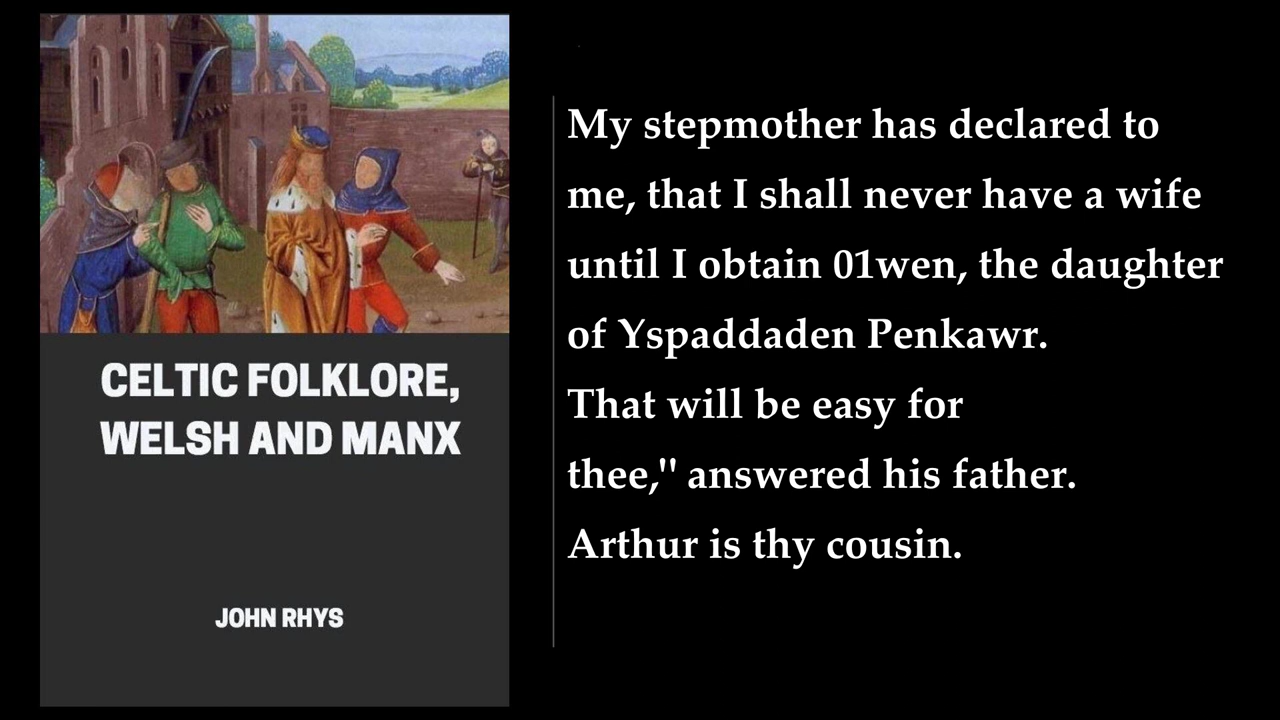 CELTIC FOLKLORE,
WELSH AND MANX
JOHN RHYS
My stepmother has declared to
me, that I shall never have a wife
until I obtain 01wen, the daughter
of Yspaddaden Penkawr.
That will be easy for
thee," answered his father.
Arthur is thy cousin.